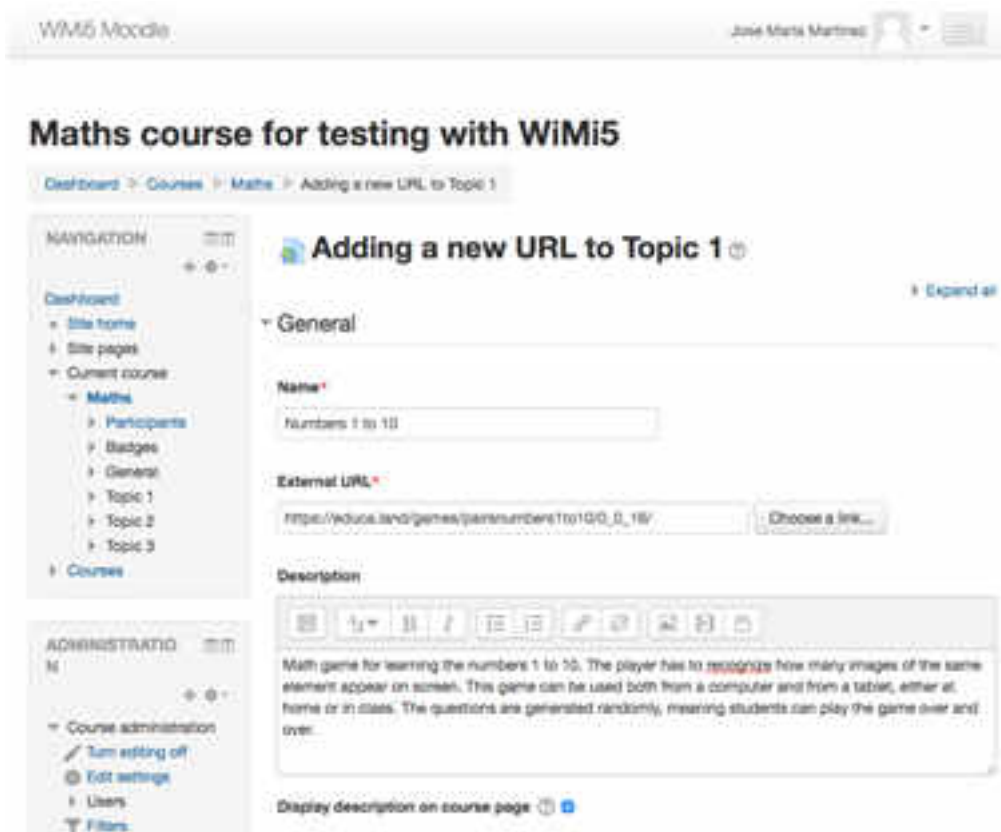 WiMi5 Moodle
Jose Maria Martinez
Maths course for testing with WiMi5
Dashboard > Courses > Maths > Adding a new URL to Topic 1
NAVIGATION
Dashboard
Site home
Site pages
Current course
Maths
Participants
Badges
General
Topic 1
Topic 2
Topic 3
Courses
ADMINISTRATIO
N
Course administration
Turn editing off
Edit settings
Users
Filters
Adding a new URL to Topic 1
Expand all
General
Name*
Numbers 1 to 10
External URL*
https://educa.land/games/pairsnumbers1to10/0_0_16/
Choose a link...
Description
Math game for learning the numbers 1 to 10. The player has to recognize how many images of the same
element appear on screen. This game can be used both from a computer and from a tablet, either at
home or in class. The questions are generated randomly, meaning students can play the game over and
over.
Display description on course page